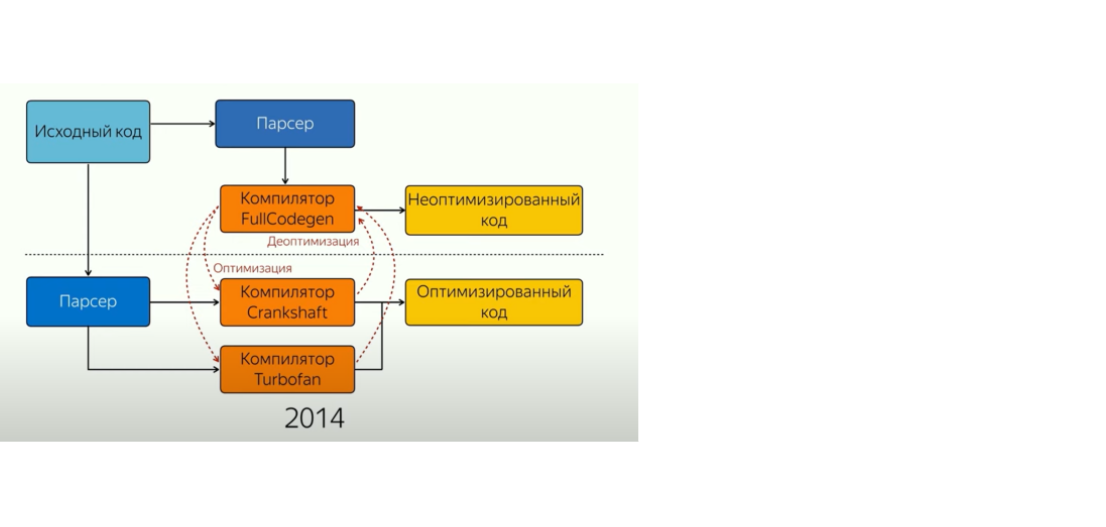 Исходный код
Парсер
Компилятор
FullCodegen
Неоптимизированный
код
Деоптимизация
Оптимизация
Парсер
Компилятор
Crankshaft
Оптимизированный
код
Компилятор
Turbofan
2014